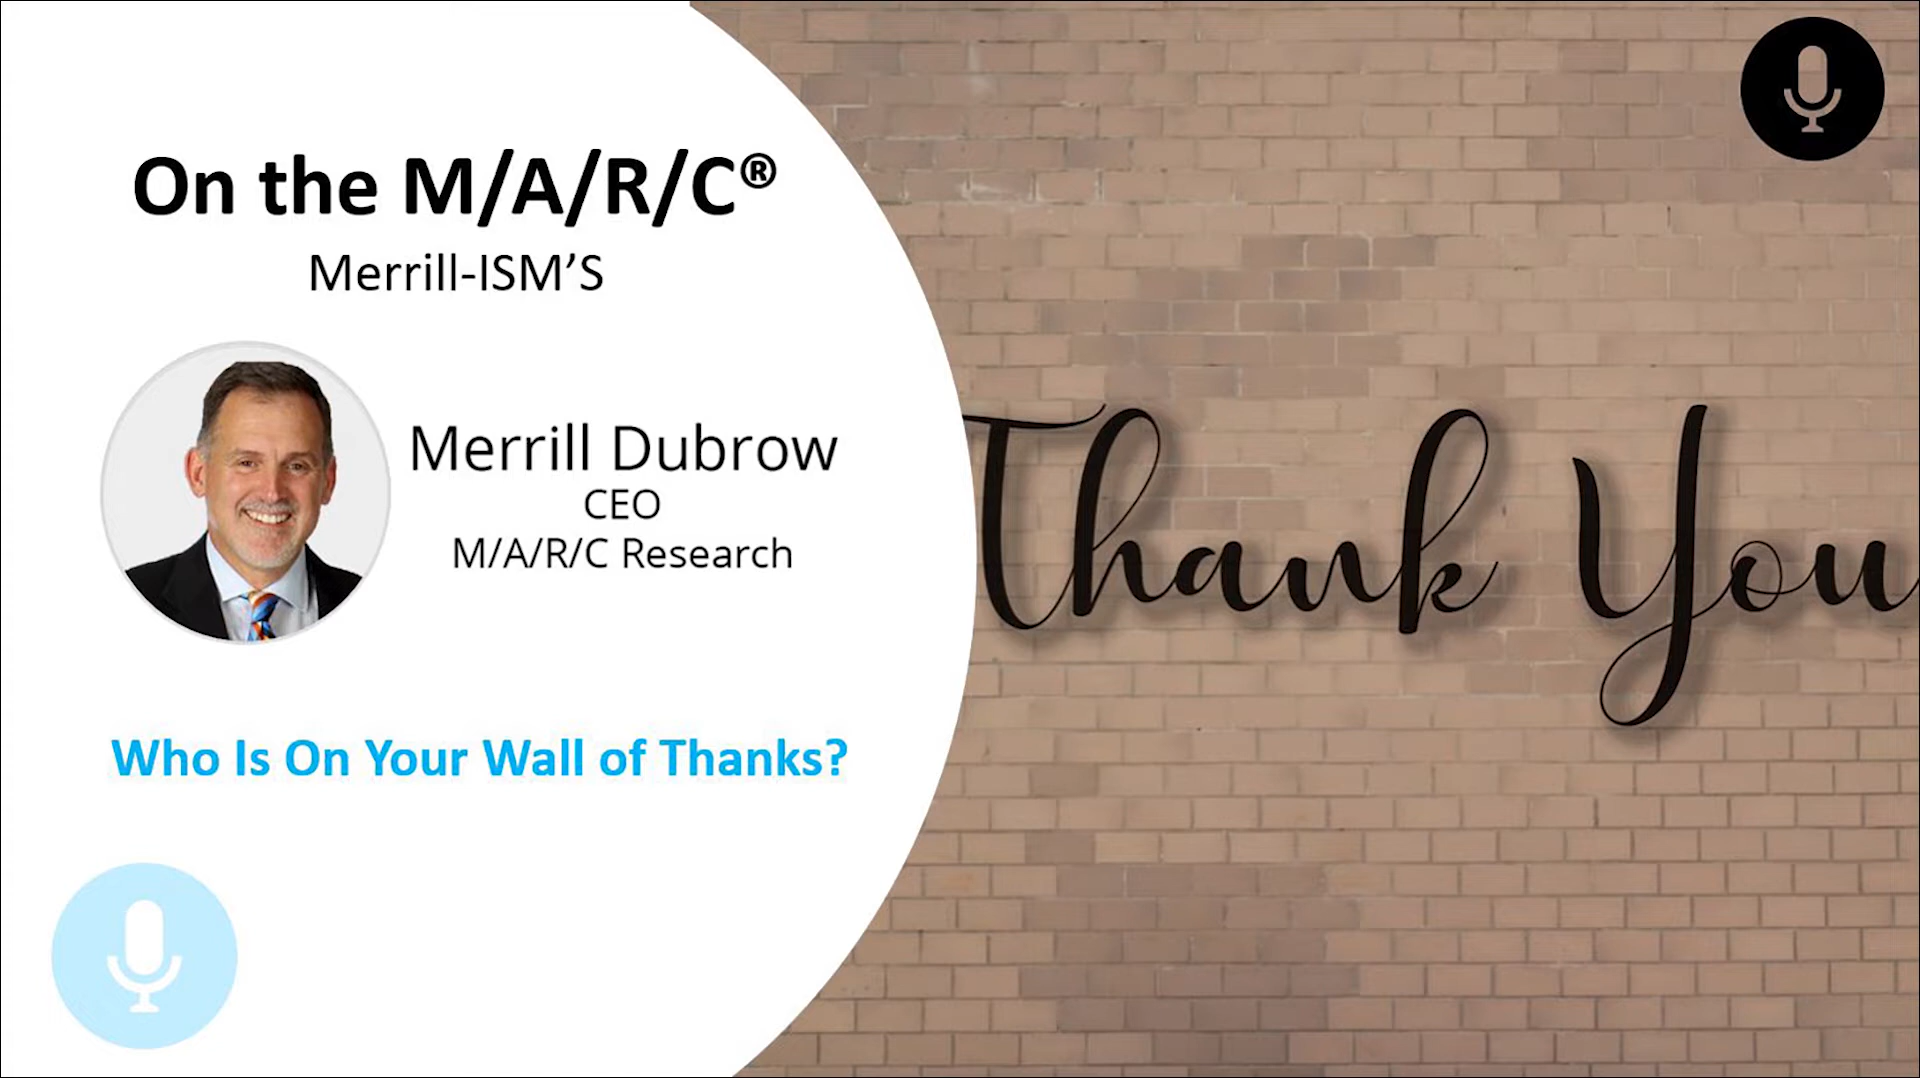 On the M/A/R/C®
Merrill-ISM’S
Merrill Dubrow
CEO
M/A/R/C Research
Who Is On Your Wall of Thanks?
Thank You